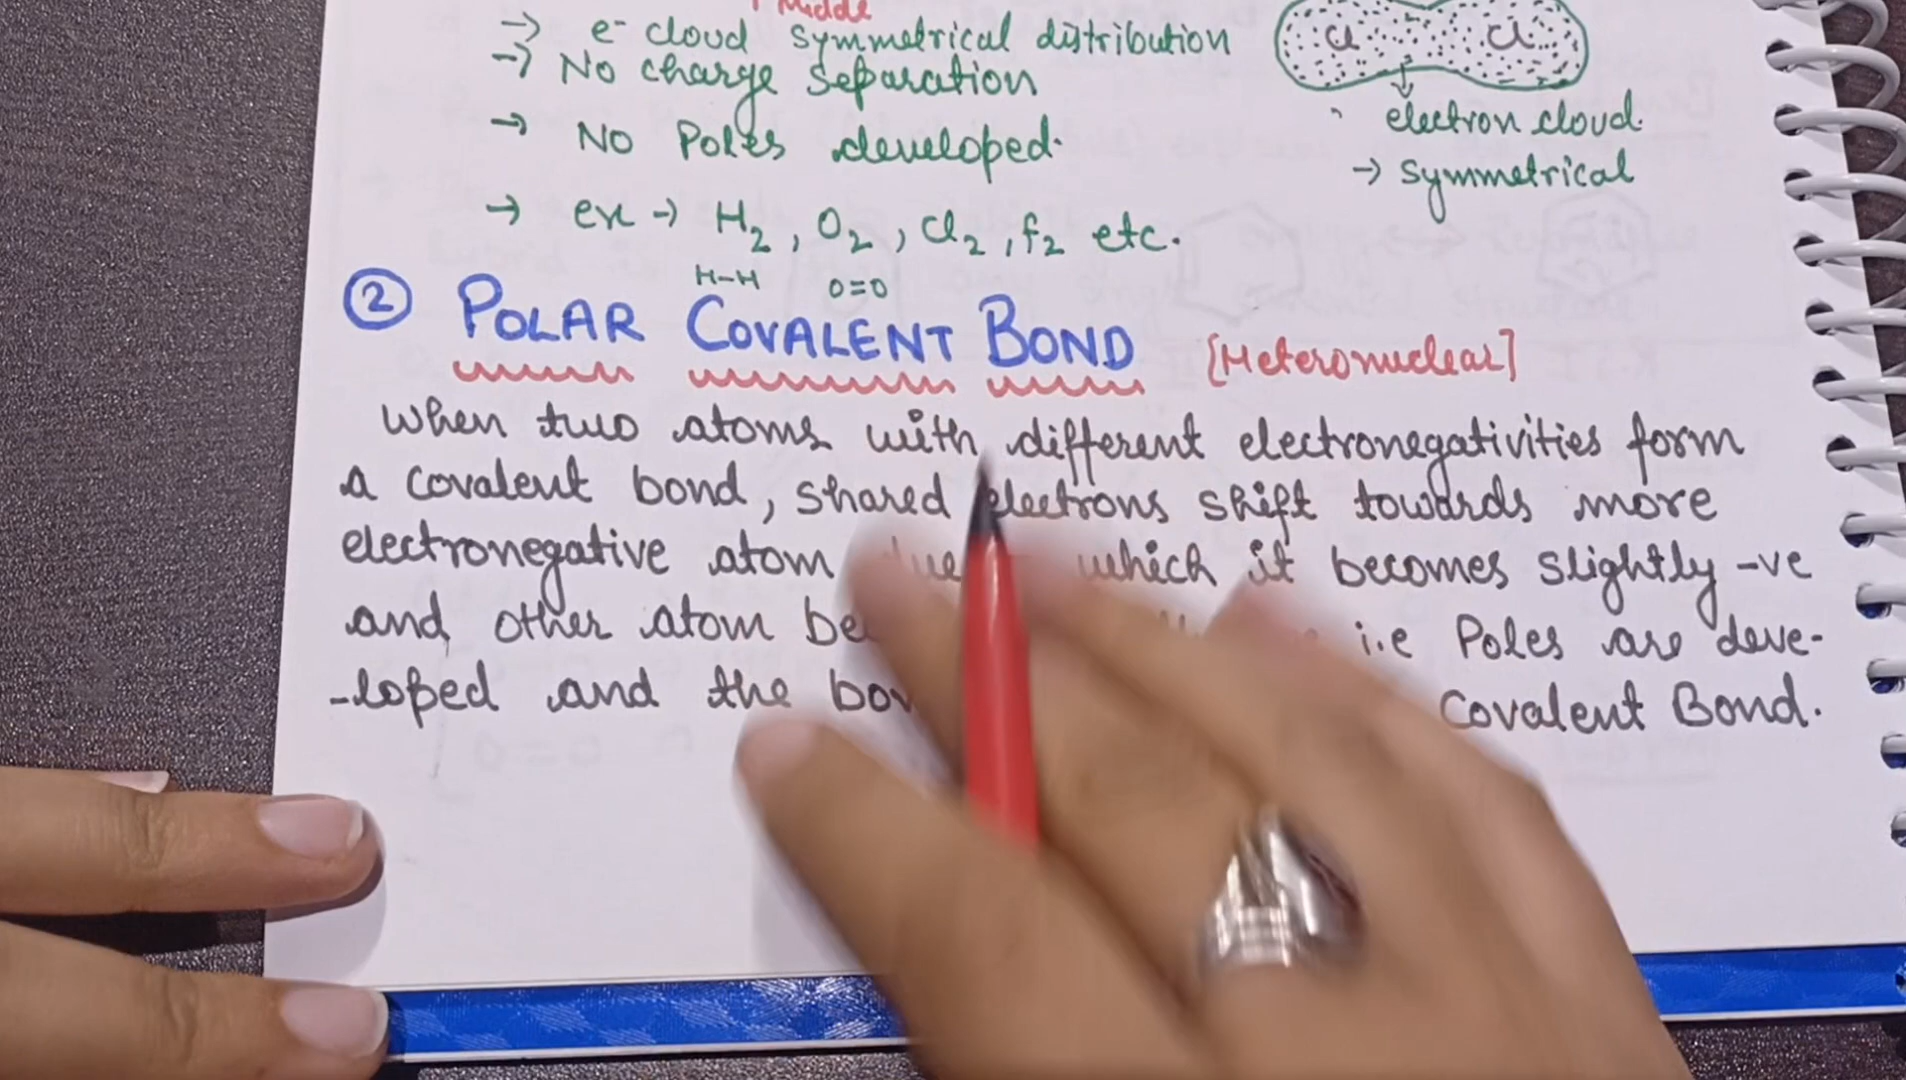 Middle
→ e⁻ cloud symmetrical distribution
→ No charge separation
→ No Poles developed.
→ ex → H₂, O₂, Cl₂, f₂ etc.
H-H O=O
Cl Cl
electron cloud.
→ symmetrical
② POLAR COVALENT BOND [Heteronuclear]
When two atoms with different electronegativities form
a covalent bond, shared electrons shift towards more
electronegative atom which it becomes slightly -ve
and other atom i.e Poles are deve-
-loped and the Covalent Bond.